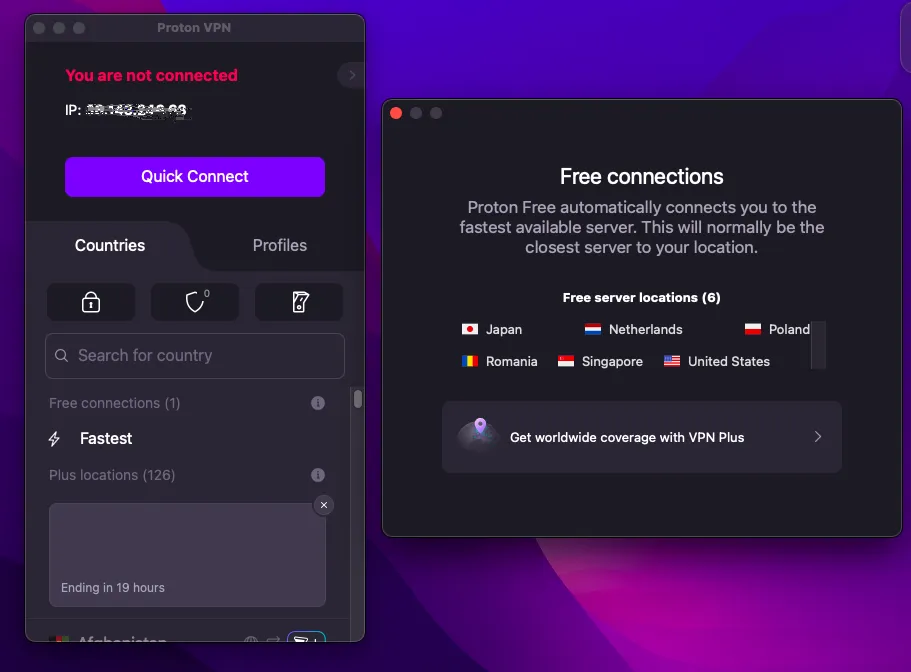 Proton VPN
You are not connected
IP:
Quick Connect
Countries
Profiles
0
Search for country
Free connections (1)
Fastest
Plus locations (126)
Ending in 19 hours
Afghanistan
Free connections
Proton Free automatically connects you to the
fastest available server. This will normally be the
closest server to your location.
Free server locations (6)
Japan
Netherlands
Poland
Romania
Singapore
United States
Get worldwide coverage with VPN Plus